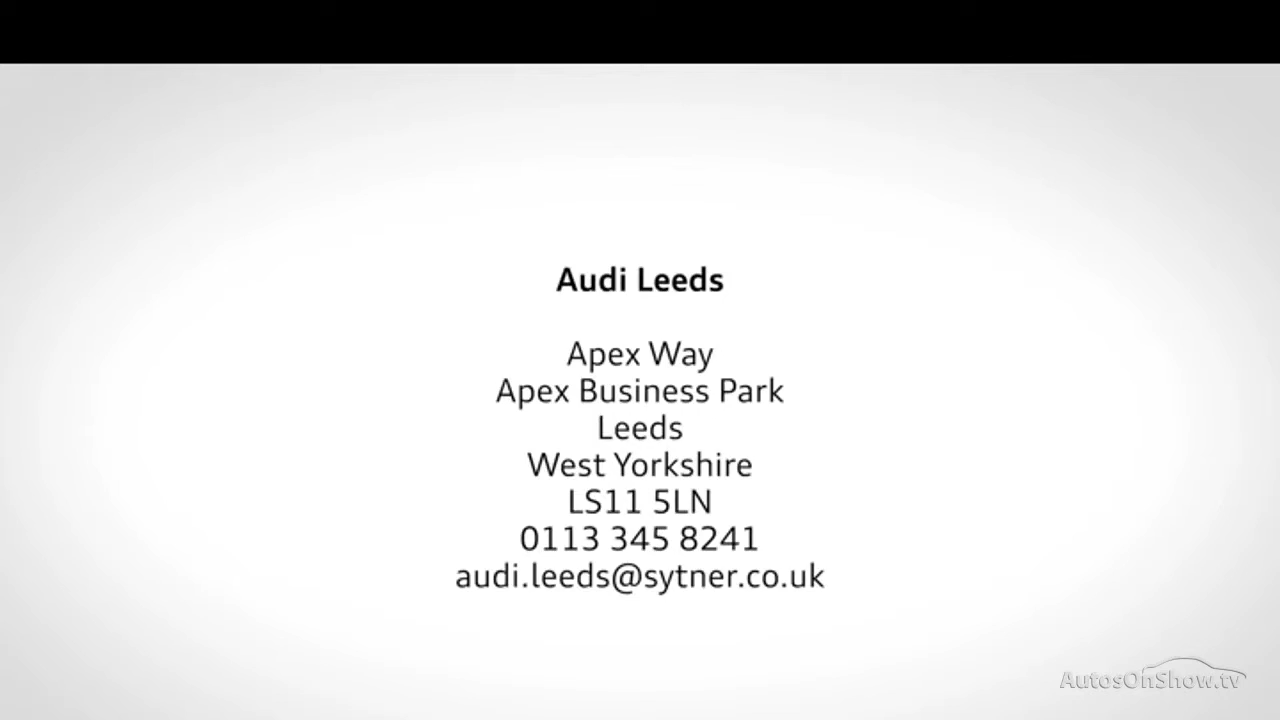 Audi Leeds
Apex Way
Apex Business Park
Leeds
West Yorkshire
LS11 5LN
0113 345 8241
audi.leeds@sytner.co.uk
AutosOnShow.tv